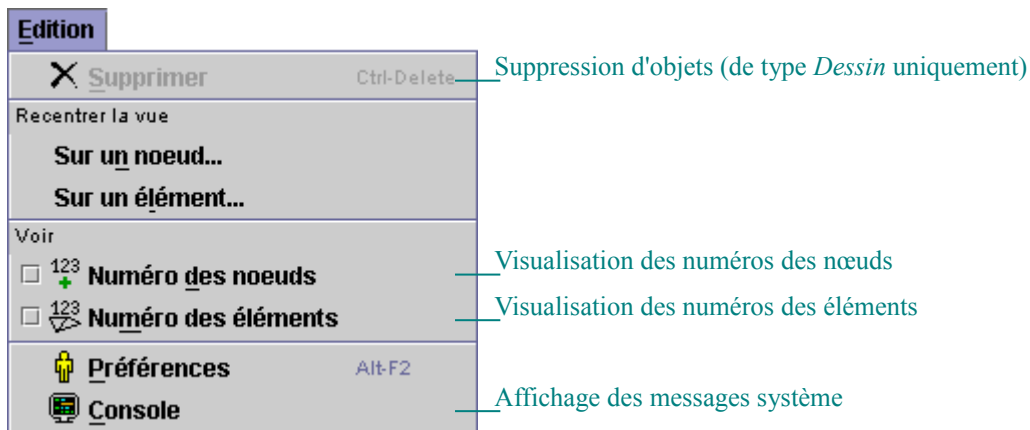 Edition
Supprimer Ctrl-Delete Suppression d'objets (de type Dessin uniquement)
Recentrer la vue
Sur un noeud...
Sur un élément...
Voir
123 Numéro des noeuds Visualisation des numéros des nœuds
123 Numéro des éléments Visualisation des numéros des éléments
Préférences Alt-F2
Console Affichage des messages système